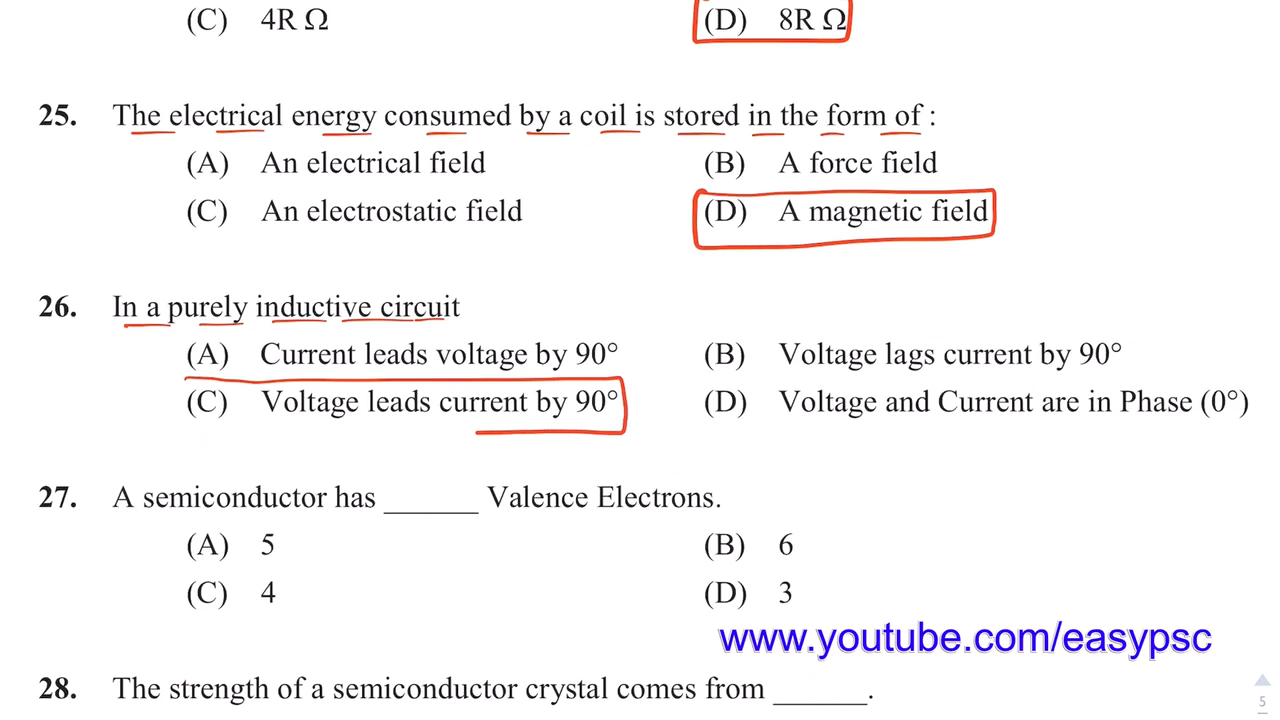 (C) 4R Ω (D) 8R Ω
25. The electrical energy consumed by a coil is stored in the form of :
(A) An electrical field (B) A force field
(C) An electrostatic field (D) A magnetic field
26. In a purely inductive circuit
(A) Current leads voltage by 90° (B) Voltage lags current by 90°
(C) Voltage leads current by 90° (D) Voltage and Current are in Phase (0°)
27. A semiconductor has ______ Valence Electrons.
(A) 5 (B) 6
(C) 4 (D) 3
www.youtube.com/easypsc
28. The strength of a semiconductor crystal comes from ______.
5